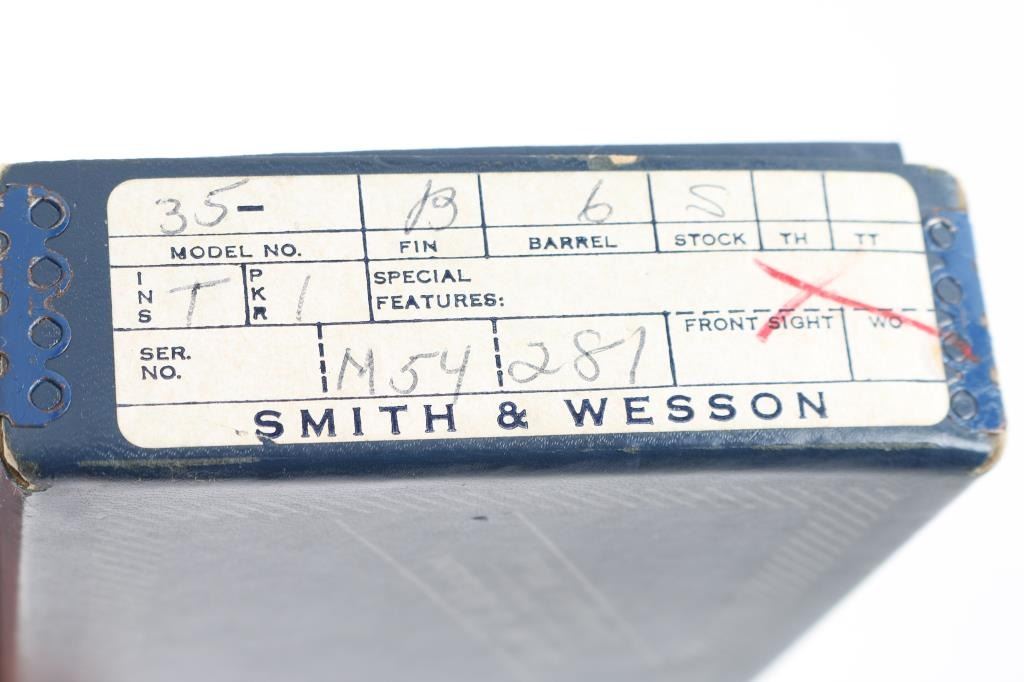 35- B 6 S
MODEL NO. FIN BARREL STOCK TH TT
INS T PKR 1 SPECIAL
FEATURES:
FRONT SIGHT WO
SER. M54 281
NO.
SMITH & WESSON